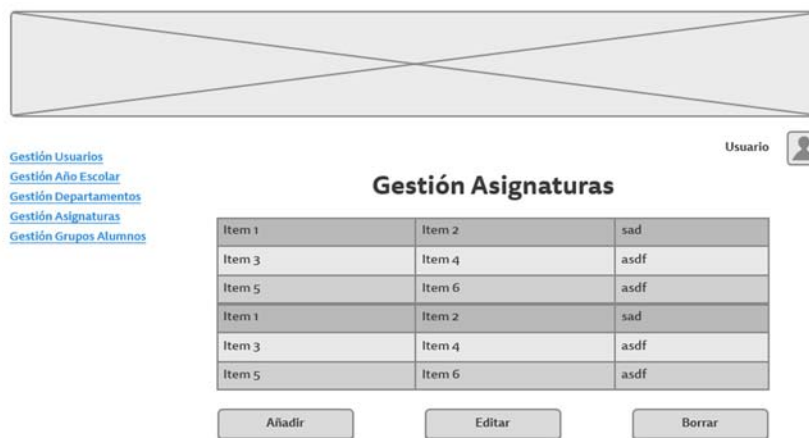 Usuario
Gestión Usuarios
Gestión Año Escolar
Gestión Departamentos
Gestión Asignaturas
Gestión Grupos Alumnos
Gestión Asignaturas
Item 1 Item 2 sad
Item 3 Item 4 asdf
Item 5 Item 6 asdf
Item 1 Item 2 sad
Item 3 Item 4 asdf
Item 5 Item 6 asdf
Añadir Editar Borrar